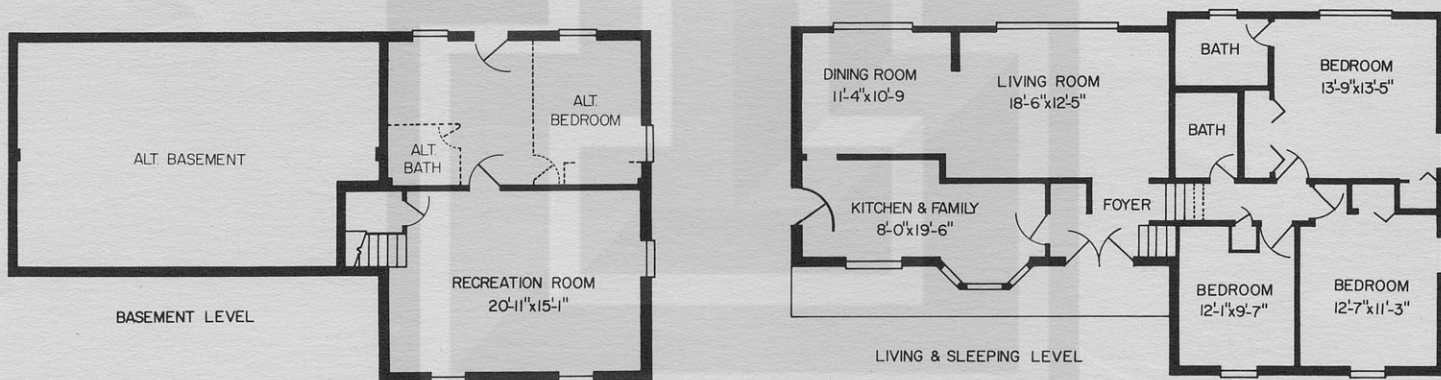 ALT. BASEMENT
ALT.
BEDROOM
ALT.
BATH
RECREATION ROOM
20'-11"x15'-1"
BASEMENT LEVEL
DINING ROOM
11'-4"x10'-9
LIVING ROOM
18'-6"x12'-5"
BATH
BEDROOM
13'-9"x13'-5"
BATH
KITCHEN & FAMILY
8'-0"x19'-6"
FOYER
BEDROOM
12'-1"x9'-7"
BEDROOM
12'-7"x11'-3"
LIVING & SLEEPING LEVEL